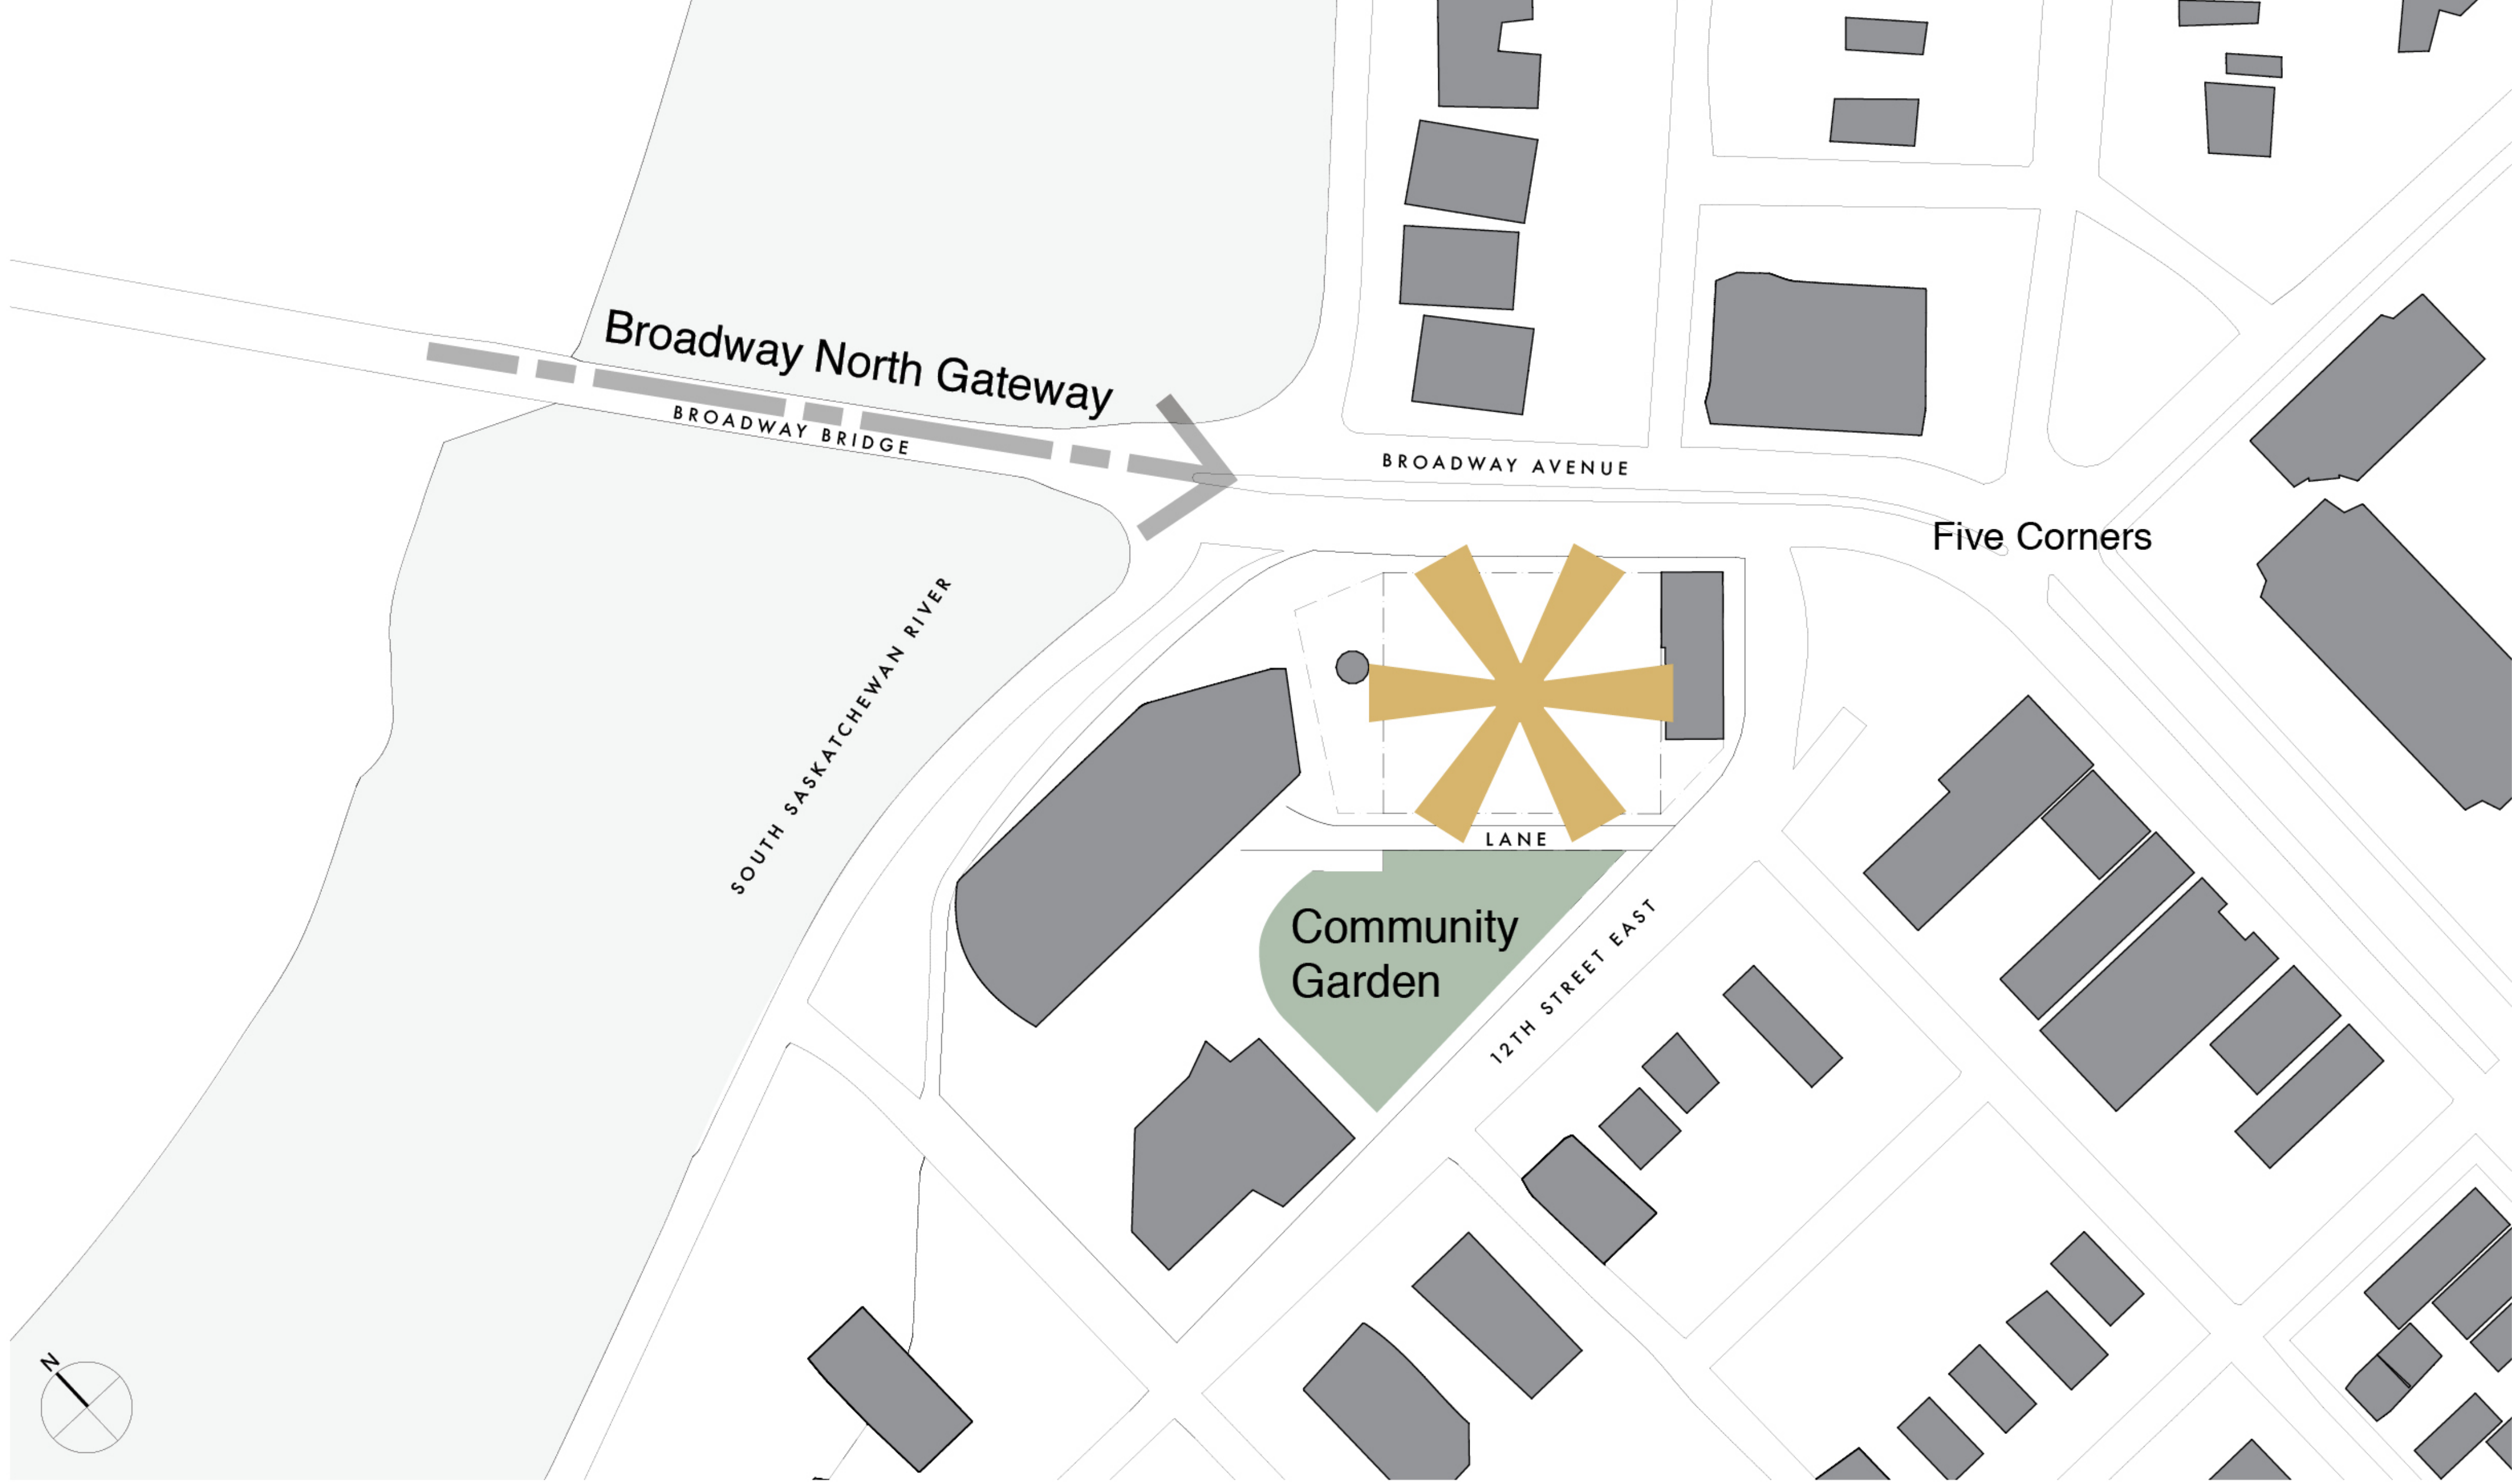 Broadway North Gateway
BROADWAY BRIDGE
BROADWAY AVENUE
Five Corners
SOUTH SASKATCHEWAN RIVER
LANE
Community
Garden
12TH STREET EAST
N